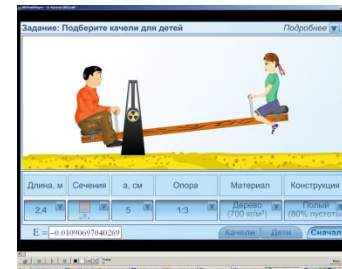 Задание: Подберите качели для детей
Подробнее
Длина, м
Сечения
а, см
Опора
Материал
Конструкция
2,4
5
1:3
Дерево
(700 кг/м³)
Полый
(80% пустоты
E = -0.01090697040269
Качели
Дети
Сначал